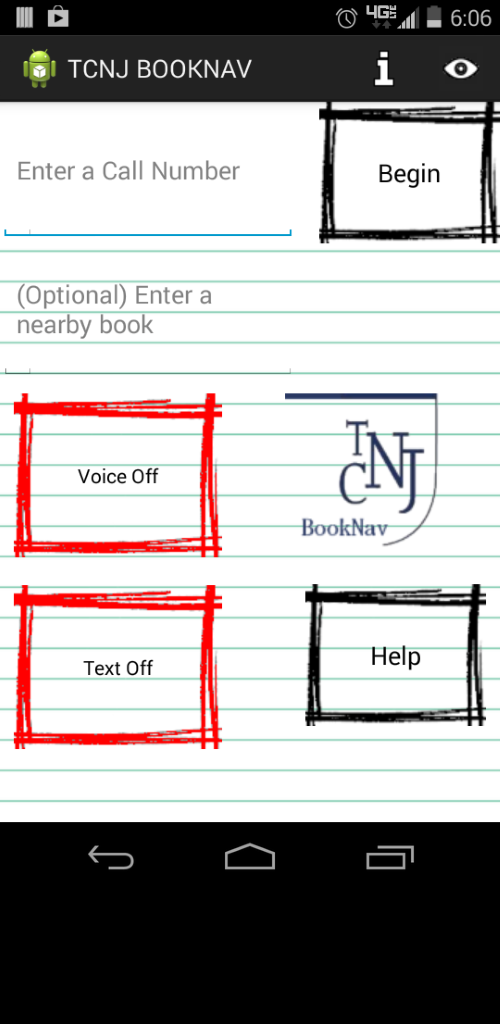 4G LTE 6:06
TCNJ BOOKNAV
Enter a Call Number
Begin
(Optional) Enter a
nearby book
Voice Off
TCNJ
BookNav
Text Off
Help